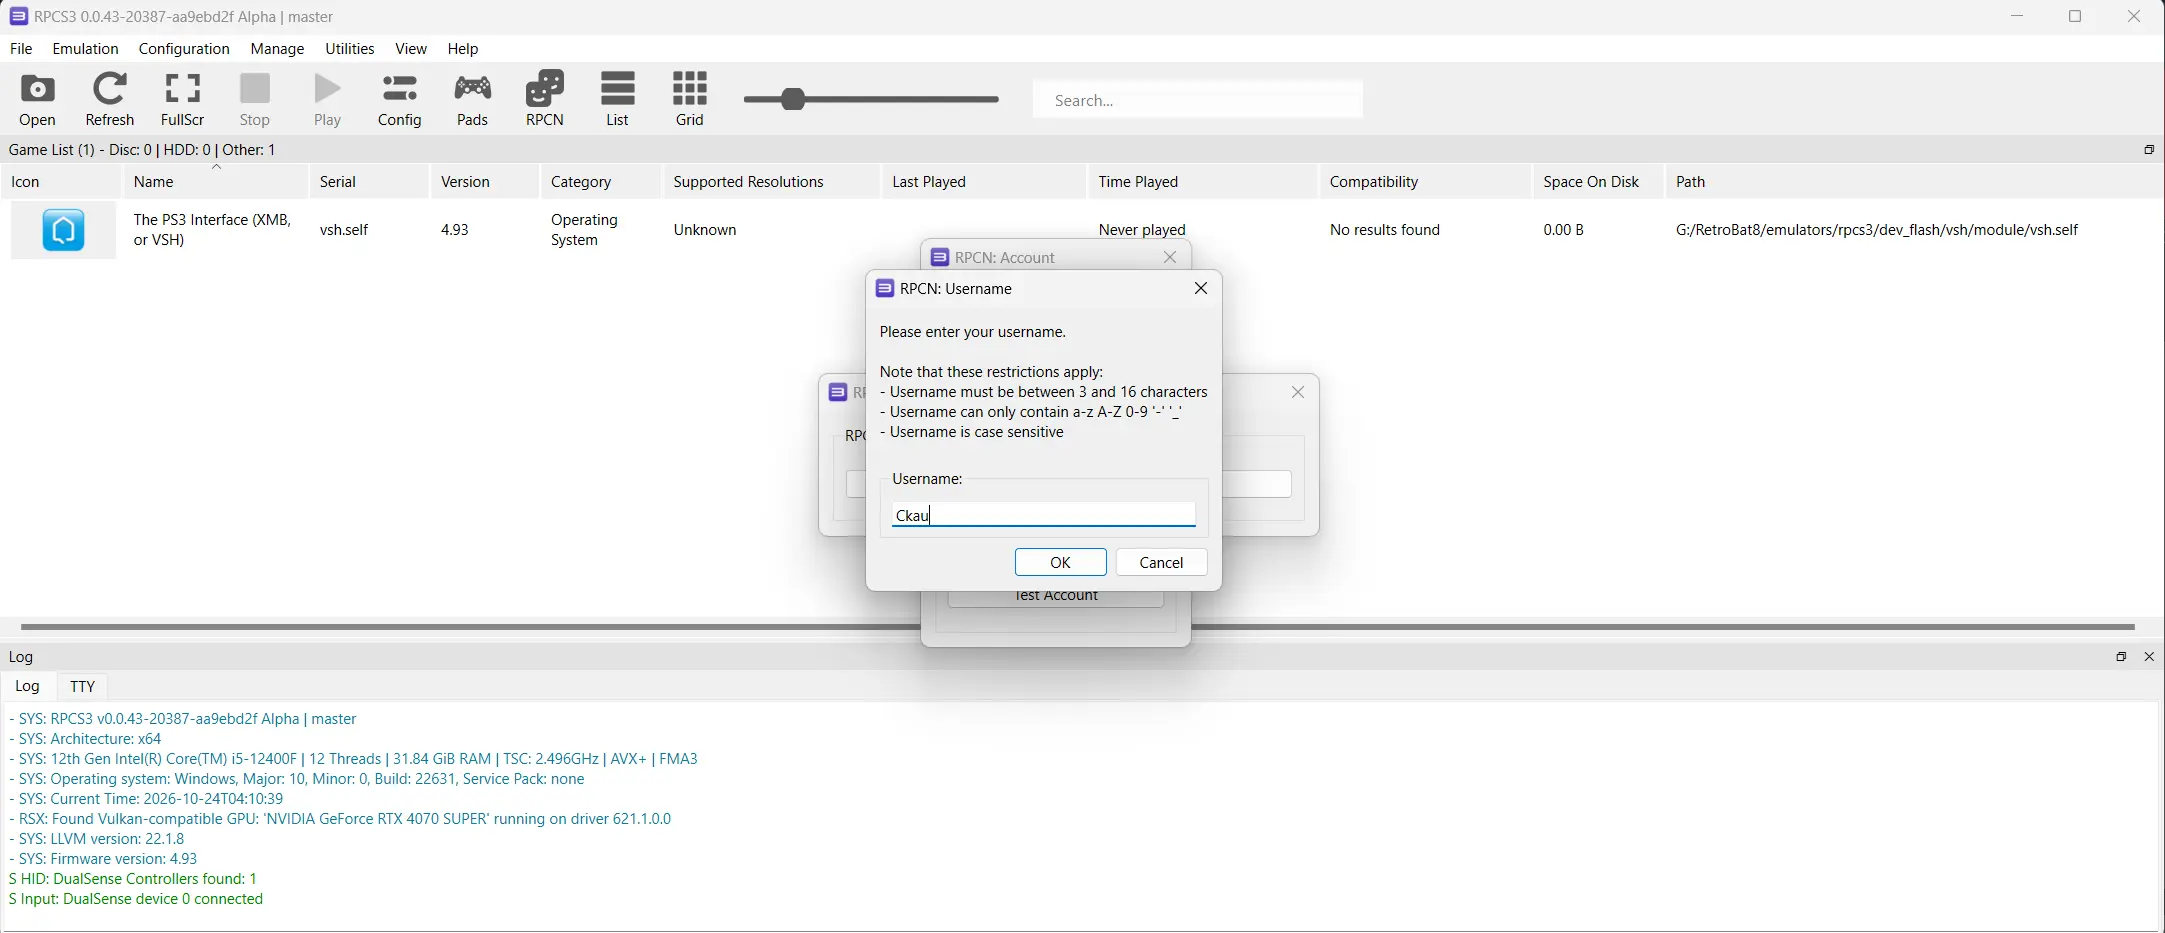 RPCS3 0.0.43-20387-aa9ebd2f Alpha | master
File Emulation Configuration Manage Utilities View Help
Open Refresh FullScr Stop Play Config Pads RPCN List Grid Search...
Game List (1) - Disc: 0 | HDD: 0 | Other: 1
Icon Name Serial Version Category Supported Resolutions Last Played Time Played Compatibility Space On Disk Path
The PS3 Interface (XMB, or VSH) vsh.self 4.93 Operating System Unknown Never played No results found 0.00 B G:/RetroBat8/emulators/rpcs3/dev_flash/vsh/module/vsh.self
RPCN: Account
RPCN: Username
Please enter your username.
Note that these restrictions apply:
- Username must be between 3 and 16 characters
- Username can only contain a-z A-Z 0-9 '-' '_'
- Username is case sensitive
Username:
Ckau
OK Cancel
Test Account
Log
Log TTY
- SYS: RPCS3 v0.0.43-20387-aa9ebd2f Alpha | master
- SYS: Architecture: x64
- SYS: 12th Gen Intel(R) Core(TM) i5-12400F | 12 Threads | 31.84 GiB RAM | TSC: 2.496GHz | AVX+ | FMA3
- SYS: Operating system: Windows, Major: 10, Minor: 0, Build: 22631, Service Pack: none
- SYS: Current Time: 2026-10-24T04:10:39
- RSX: Found Vulkan-compatible GPU: 'NVIDIA GeForce RTX 4070 SUPER' running on driver 621.1.0.0
- SYS: LLVM version: 22.1.8
- SYS: Firmware version: 4.93
S HID: DualSense Controllers found: 1
S Input: DualSense device 0 connected